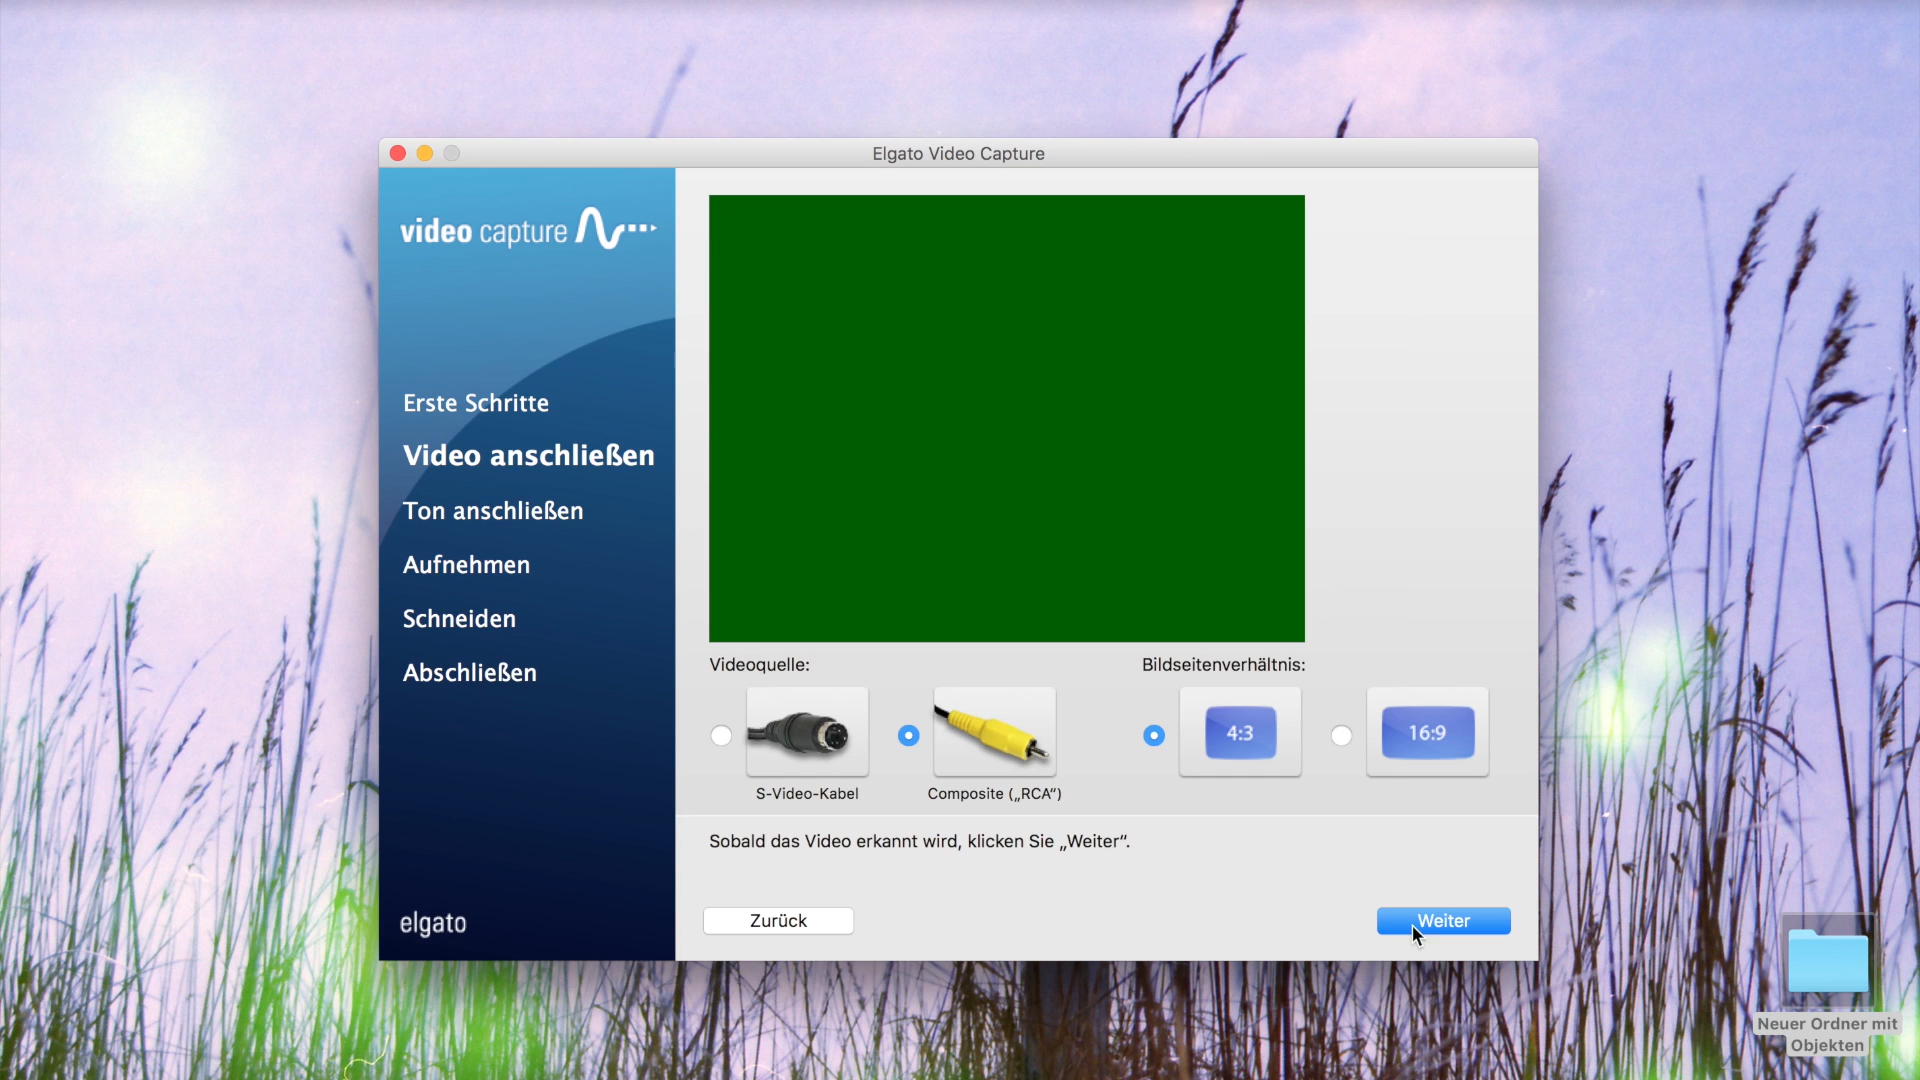 Elgato Video Capture
video capture
Erste Schritte
Video anschließen
Ton anschließen
Aufnehmen
Schneiden
Abschließen
elgato
Videoquelle:
Bildseitenverhältnis:
4:3
16:9
S-Video-Kabel
Composite („RCA“)
Sobald das Video erkannt wird, klicken Sie „Weiter“.
Zurück
Weiter
Neuer Ordner mit
Objekten